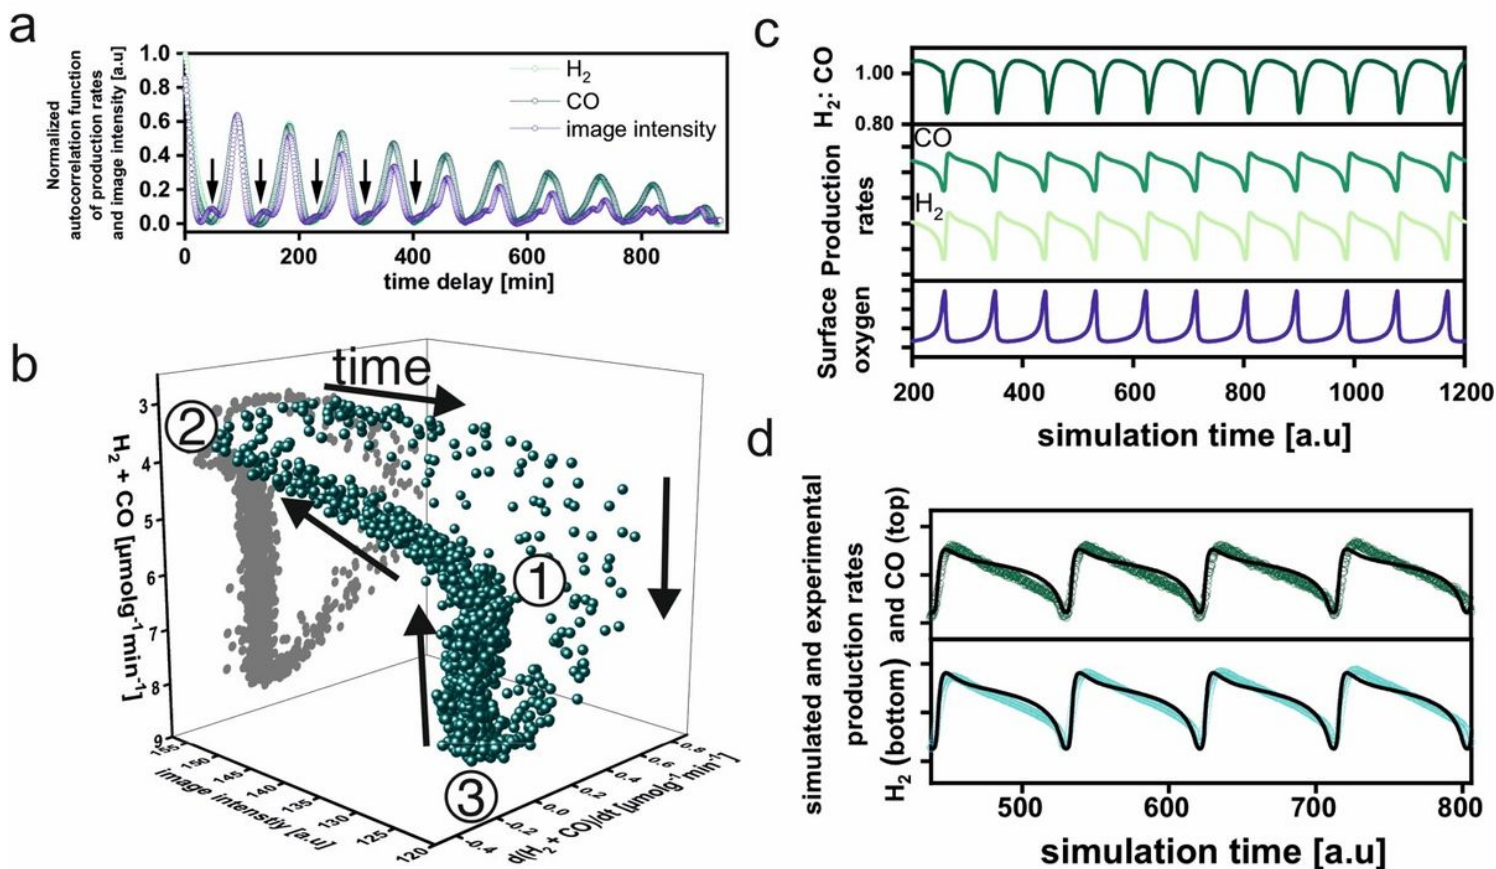 a
Normalized
autocorrelation function
of production rates
and image intensity [a.u]
1.0
0.8
0.6
0.4
0.2
0.0
H2
CO
image intensity
0 200 400 600 800
time delay [min]
b
time
②
①
③
H2 + CO [µmolg-1min-1]
3
4
5
6
7
8
9
155 150 145 140 135 130 125 120
image intenstiy [a.u]
-0.4 -0.2 0.0 0.2 0.4 0.6 0.8
d(H2 + CO)/dt [µmolg-1min-1]
c
H2: CO
1.00
0.80
Production
rates
CO
H2
Surface
oxygen
200 400 600 800 1000 1200
simulation time [a.u]
d
simulated and experimental
production rates
H2 (bottom) and CO (top)
500 600 700 800
simulation time [a.u]